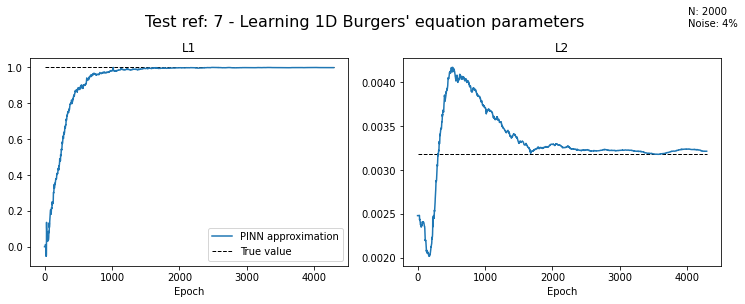 Test ref: 7 - Learning 1D Burgers' equation parameters
N: 2000
Noise: 4%
L1
1.0
0.8
0.6
0.4
0.2
0.0
0 1000 2000 3000 4000
Epoch
PINN approximation
True value
L2
0.0040
0.0035
0.0030
0.0025
0.0020
0 1000 2000 3000 4000
Epoch